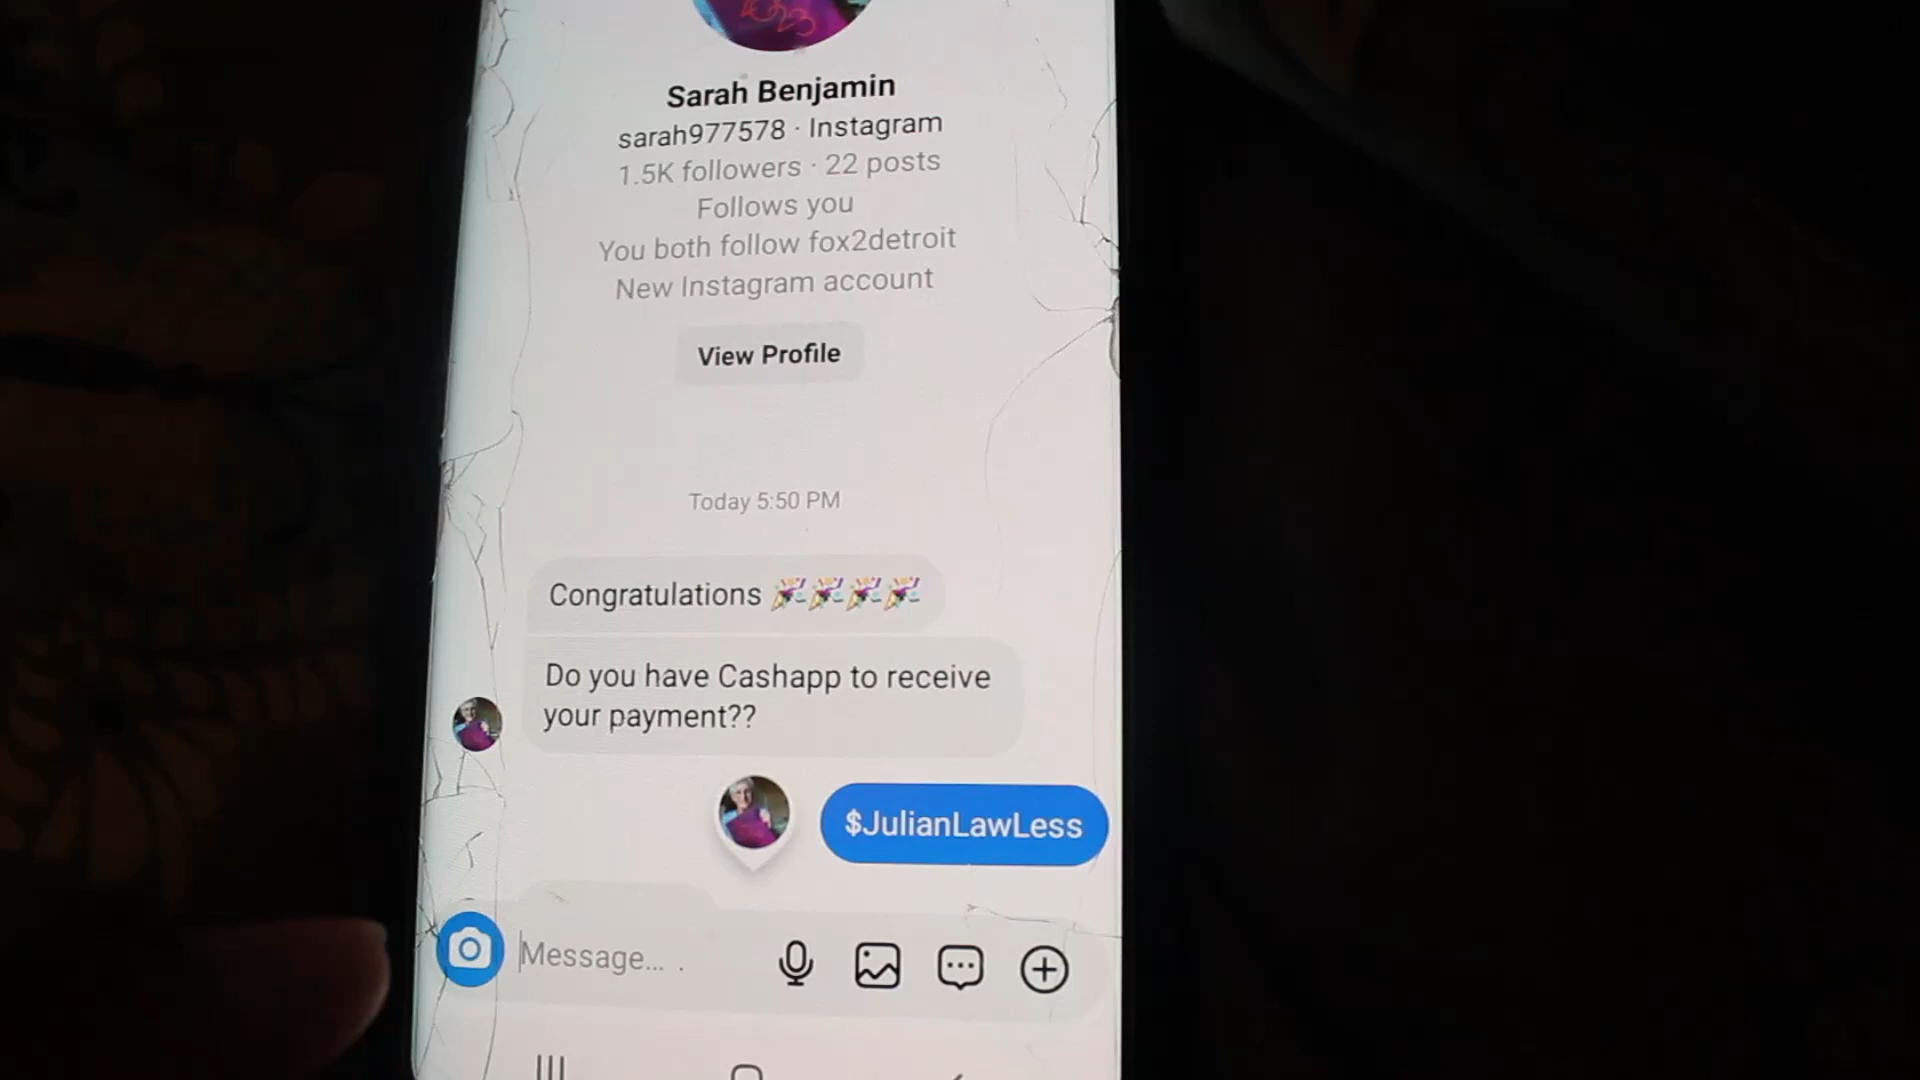 2023
Sarah Benjamin
sarah977578 · Instagram
1.5K followers · 22 posts
Follows you
You both follow fox2detroit
New Instagram account
View Profile
Today 5:50 PM
Congratulations 🎉🎉🎉🎉
Do you have Cashapp to receive
your payment??
$JulianLawLess
Message...